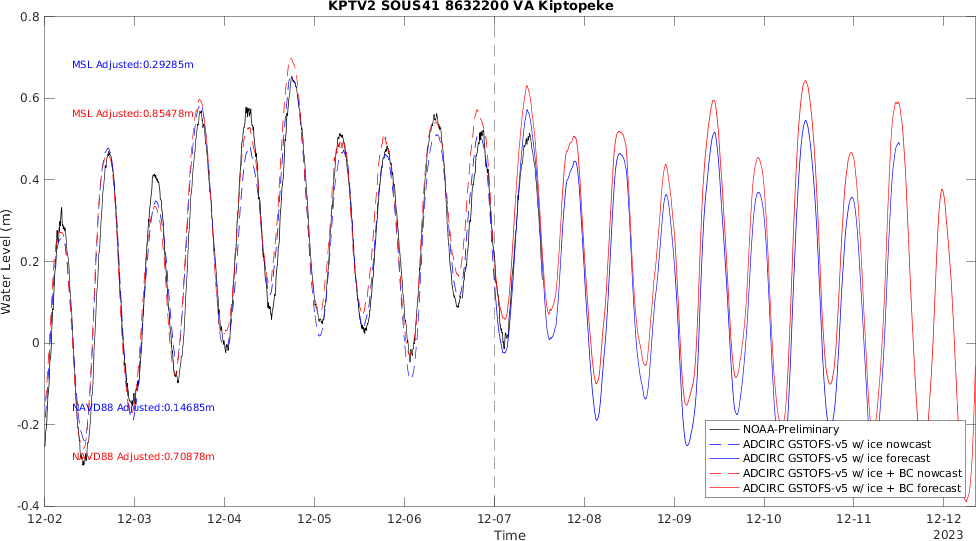 KPTV2 SOUS41 8632200 VA Kiptopeke
0.8
0.6
0.4
0.2
0
-0.2
-0.4
Water Level (m)
MSL Adjusted:0.29285m
MSL Adjusted:0.85478m
NAVD88 Adjusted:0.14685m
NAVD88 Adjusted:0.70878m
NOAA-Preliminary
ADCIRC GSTOFS-v5 w/ ice nowcast
ADCIRC GSTOFS-v5 w/ ice forecast
ADCIRC GSTOFS-v5 w/ ice + BC nowcast
ADCIRC GSTOFS-v5 w/ ice + BC forecast
12-02 12-03 12-04 12-05 12-06 12-07 12-08 12-09 12-10 12-11 12-12
2023
Time